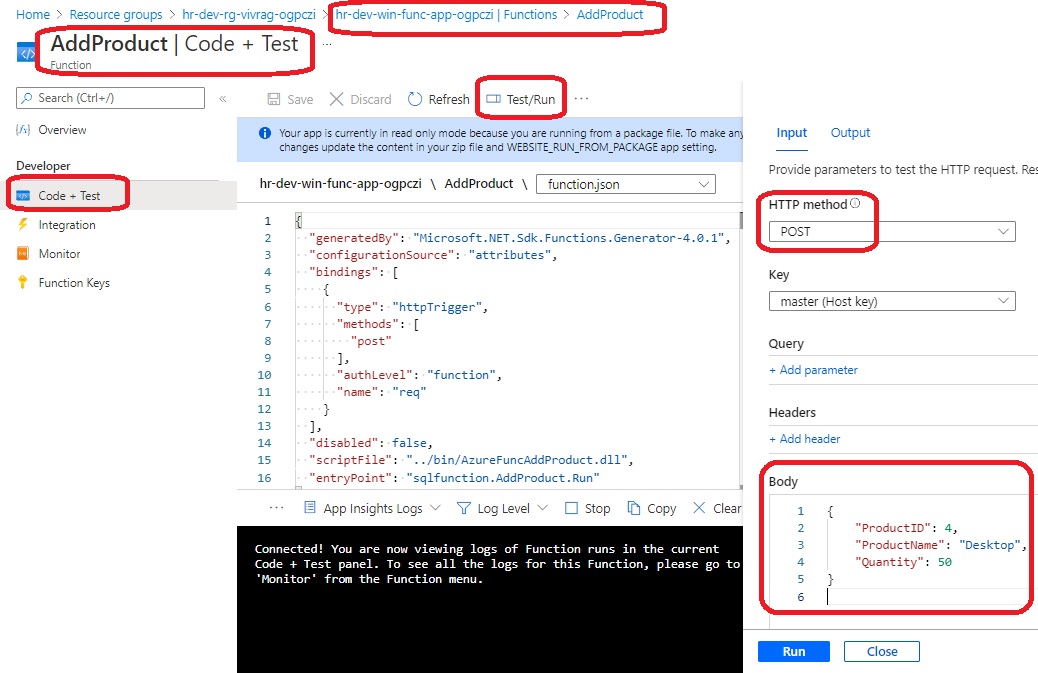 Home > Resource groups > hr-dev-rg-vivrag-ogpczi > hr-dev-win-func-app-ogpczi | Functions > AddProduct
AddProduct | Code + Test ...
Function
Search (Ctrl+/) «
Overview
Developer
Code + Test
Integration
Monitor
Function Keys
Save Discard Refresh Test/Run ...
Your app is currently in read only mode because you are running from a package file. To make any
changes update the content in your zip file and WEBSITE_RUN_FROM_PACKAGE app setting.
hr-dev-win-func-app-ogpczi \ AddProduct \ function.json
1 {
2 "generatedBy": "Microsoft.NET.Sdk.Functions.Generator-4.0.1",
3 "configurationSource": "attributes",
4 "bindings": [
5 {
6 "type": "httpTrigger",
7 "methods": [
8 "post"
9 ],
10 "authLevel": "function",
11 "name": "req"
12 }
13 ],
14 "disabled": false,
15 "scriptFile": "../bin/AzureFuncAddProduct.dll",
16 "entryPoint": "sqlfunction.AddProduct.Run"
... App Insights Logs Log Level Stop Copy Clear
Connected! You are now viewing logs of Function runs in the current
Code + Test panel. To see all the logs for this Function, please go to
'Monitor' from the Function menu.
Input Output
Provide parameters to test the HTTP request. Res
HTTP method
POST
Key
master (Host key)
Query
+ Add parameter
Headers
+ Add header
Body
1 {
2 "ProductID": 4,
3 "ProductName": "Desktop",
4 "Quantity": 50
5 }
6
Run Close